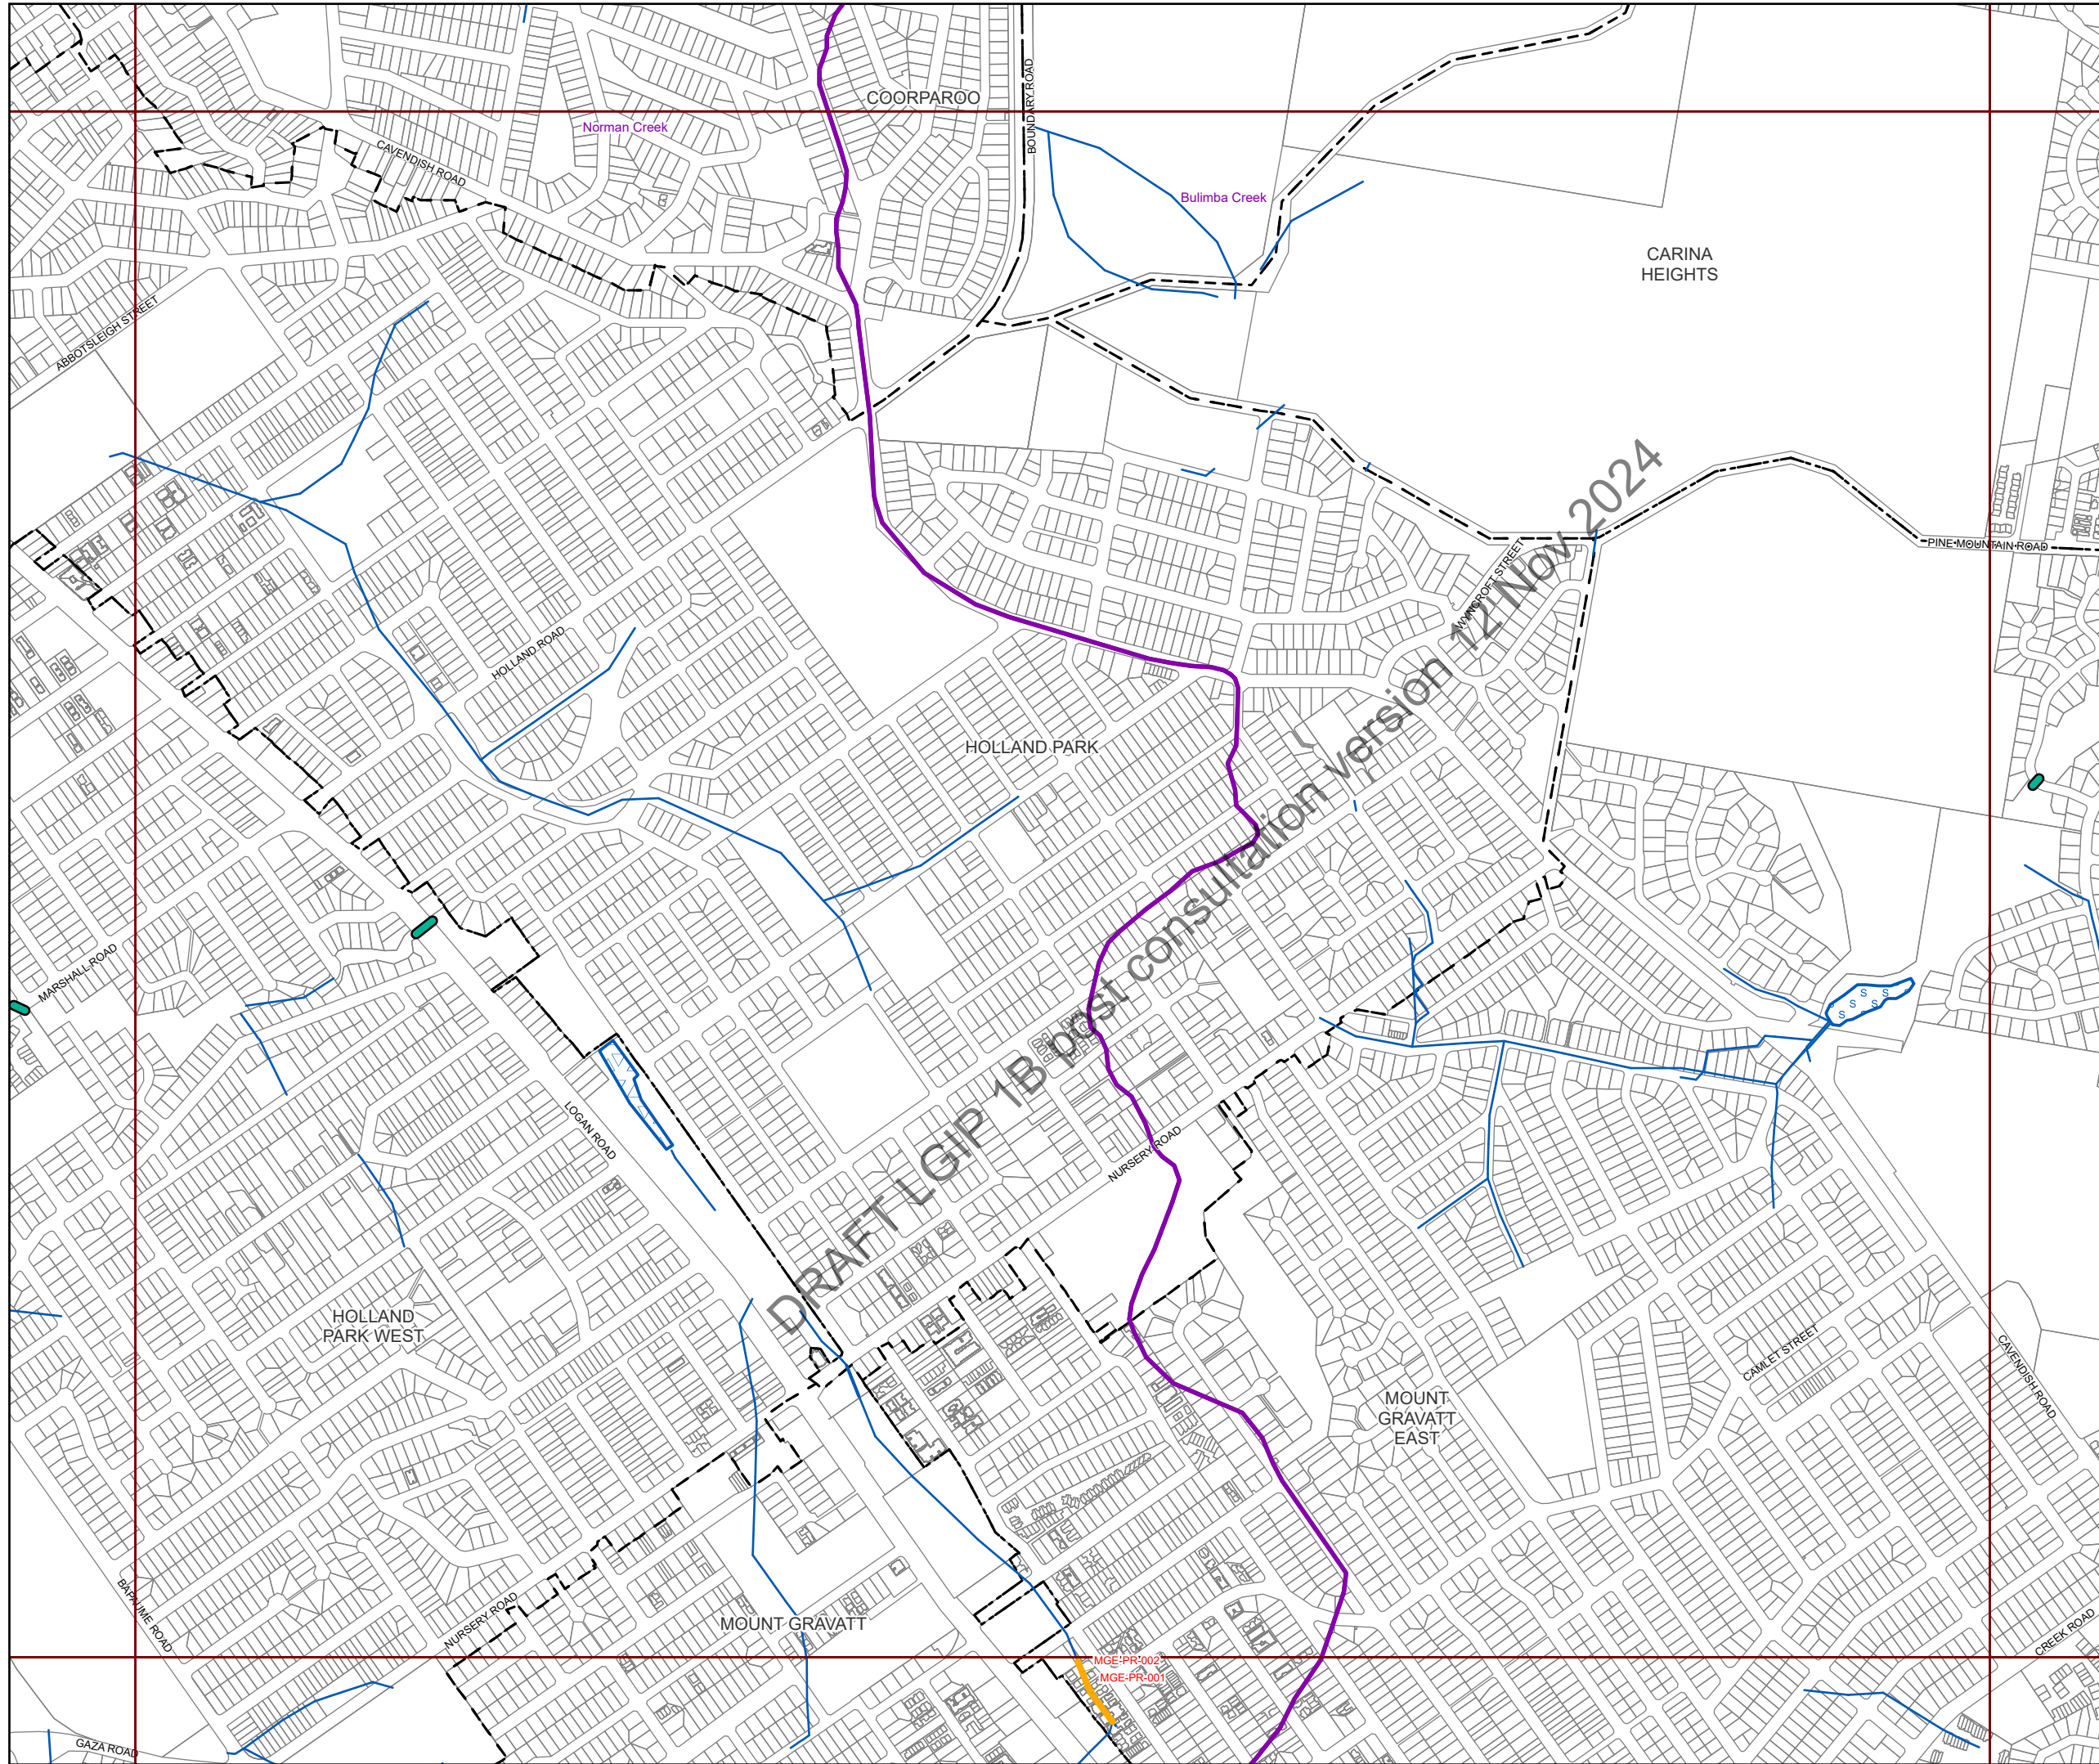 COORPAROO
BOUNDARY ROAD
Norman Creek
CAVENDISH ROAD
Bulimba Creek
CARINA
HEIGHTS
ABBOTSLEIGH STREET
PINE MOUNTAIN ROAD
WYNCROFT STREET
HOLLAND ROAD
HOLLAND PARK
DRAFT LGIP 1B post consultation version 12 Nov 2024
MARSHALL ROAD
S
S
S
S
S
LOGAN ROAD
NURSERY ROAD
HOLLAND
PARK WEST
CAMLET STREET
CAVENDISH ROAD
MOUNT
GRAVATT
EAST
BAPAUME ROAD
NURSERY ROAD
MOUNT GRAVATT
CREEK ROAD
MGE-PR-002
MGE-PR-001
GAZA ROAD